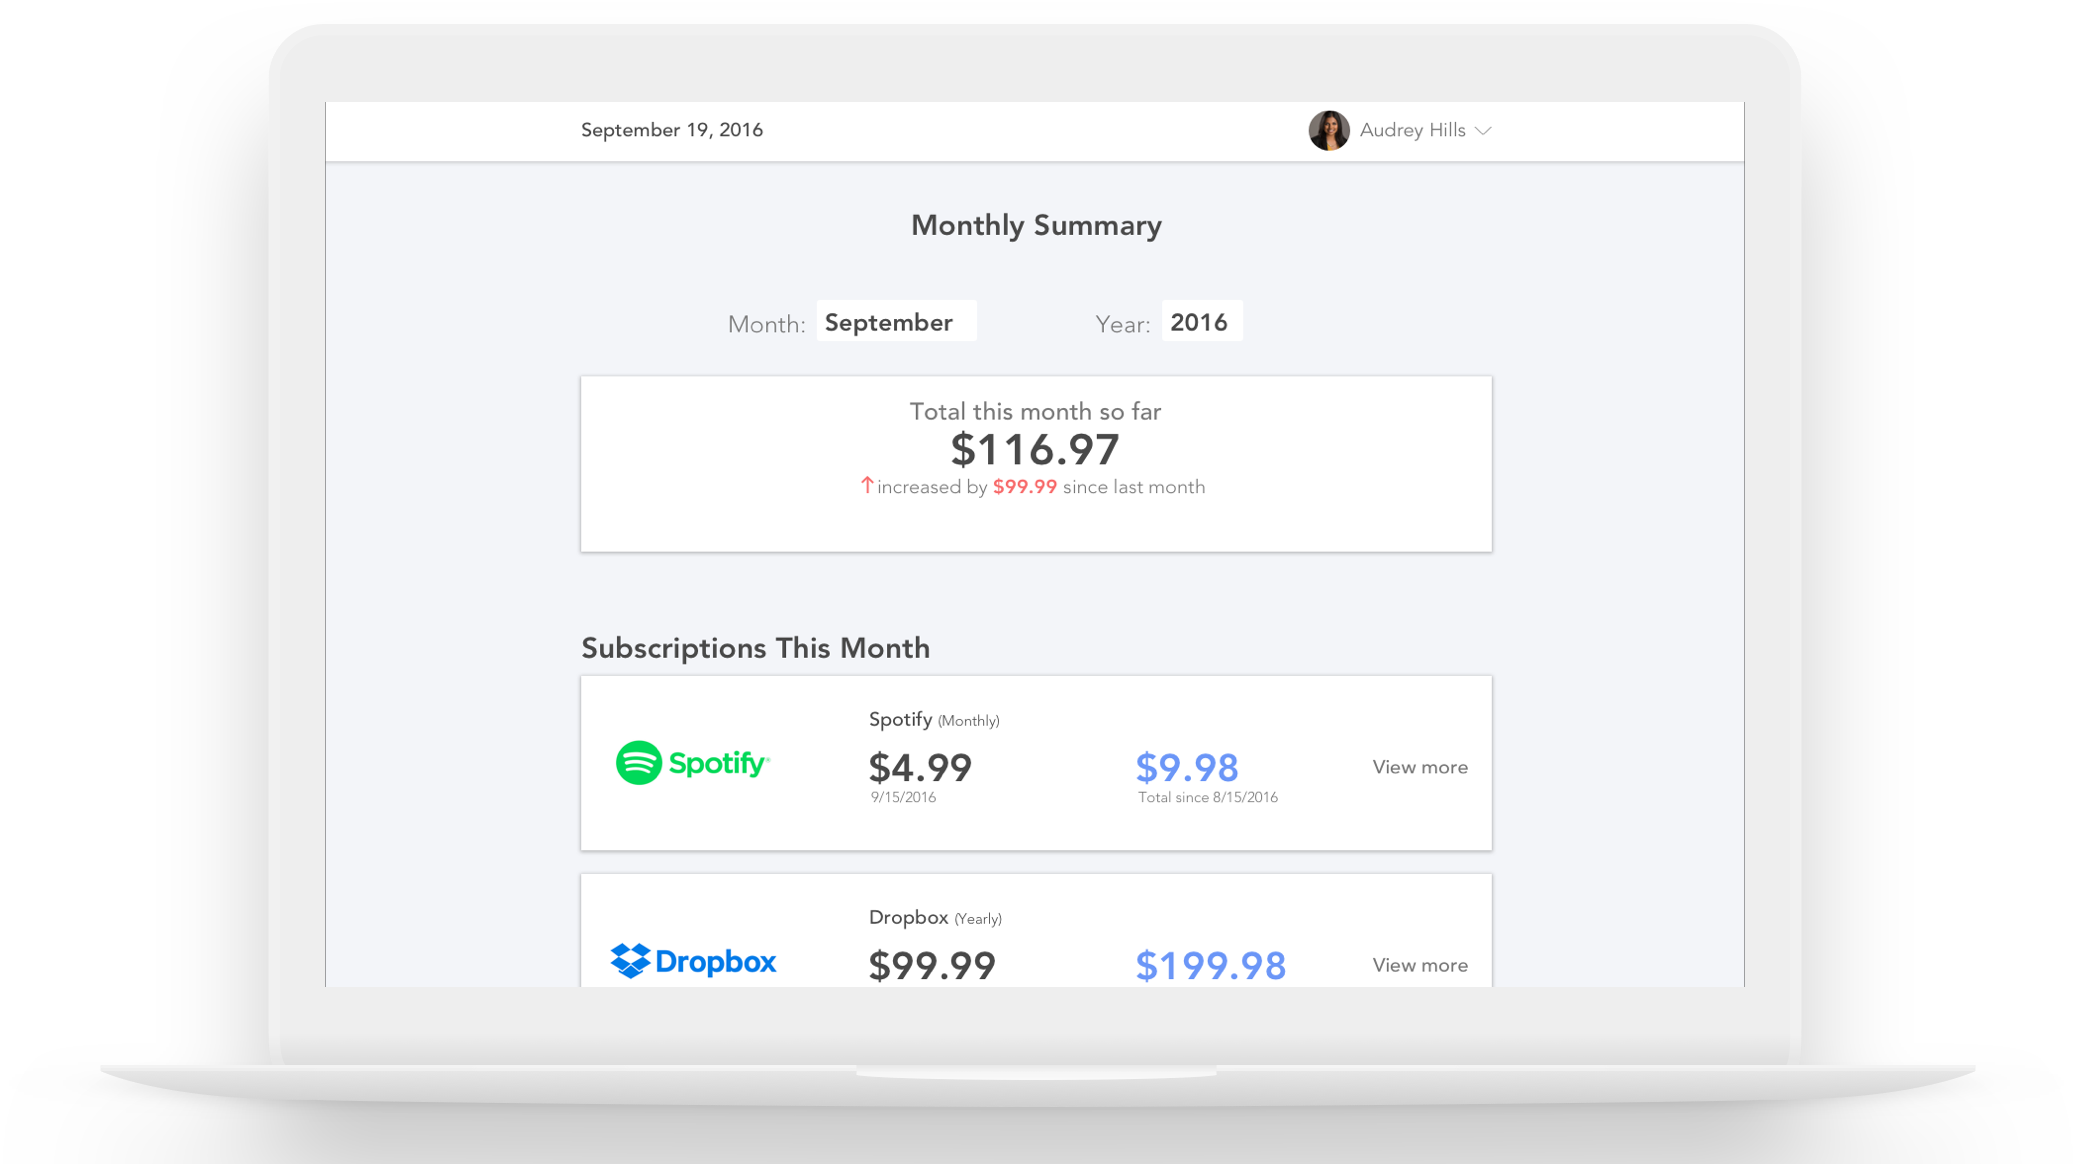 September 19, 2016
Audrey Hills
Monthly Summary
Month: September
Year: 2016
Total this month so far
$116.97
↑increased by $99.99 since last month
Subscriptions This Month
Spotify
Spotify (Monthly)
$4.99
9/15/2016
$9.98
Total since 8/15/2016
View more
Dropbox
Dropbox (Yearly)
$99.99
$199.98
View more